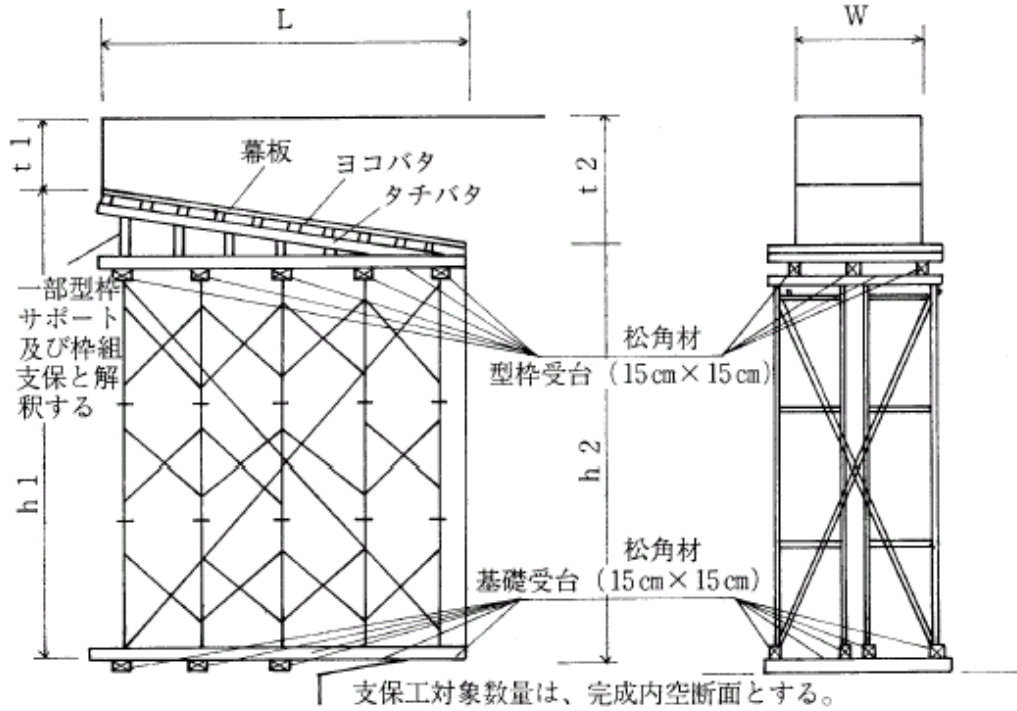 L
W
t1
t2
幕板
ヨコバタ
タチバタ
一部型枠
サポート
及び枠組
支保と解
釈する
松角材
型枠受台（15cm×15cm）
h1
h2
松角材
基礎受台（15cm×15cm）
支保工対象数量は、完成内空断面とする。